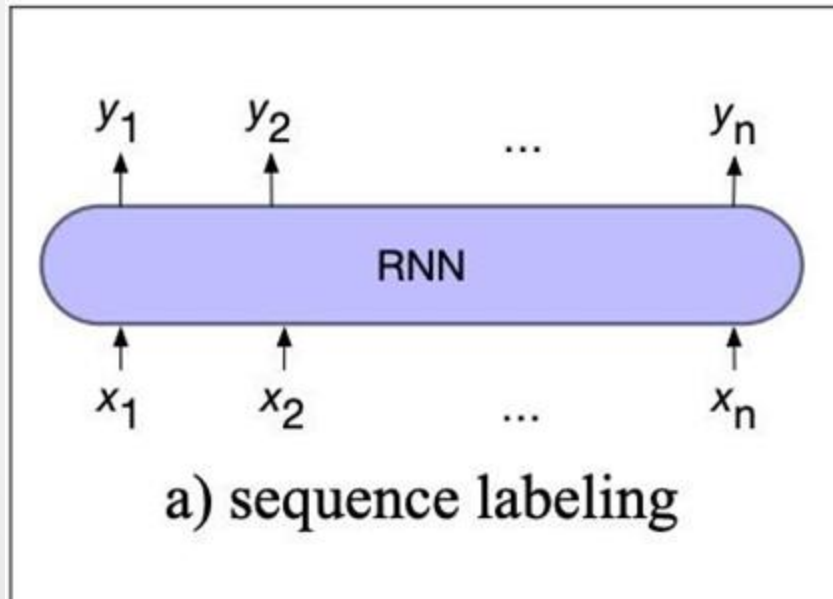 y1 y2 ... yn
RNN
x1 x2 ... xn
a) sequence labeling